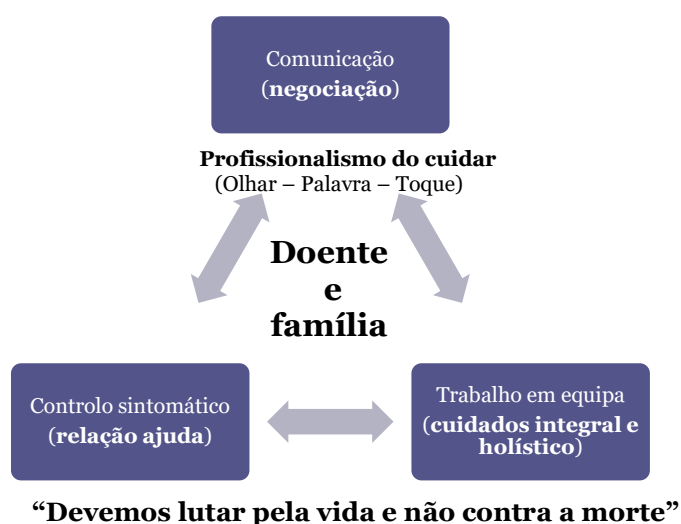 Comunicação
(negociação)
Profissionalismo do cuidar
(Olhar – Palavra – Toque)
Doente
e
família
Controlo sintomático
(relação ajuda)
Trabalho em equipa
(cuidados integral e
holístico)
“Devemos lutar pela vida e não contra a morte”